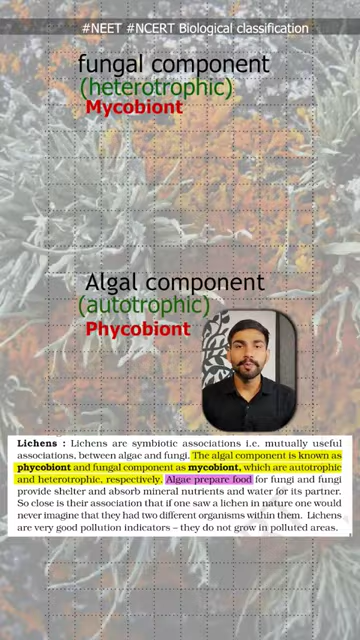 #NEET #NCERT Biological classification
fungal component
(heterotrophic)
Mycobiont
Algal component
(autotrophic)
Phycobiont
Lichens : Lichens are symbiotic associations i.e. mutually useful
associations, between algae and fungi. The algal component is known as
phycobiont and fungal component as mycobiont, which are autotrophic
and heterotrophic, respectively. Algae prepare food for fungi and fungi
provide shelter and absorb mineral nutrients and water for its partner.
So close is their association that if one saw a lichen in nature one would
never imagine that they had two different organisms within them. Lichens
are very good pollution indicators – they do not grow in polluted areas.